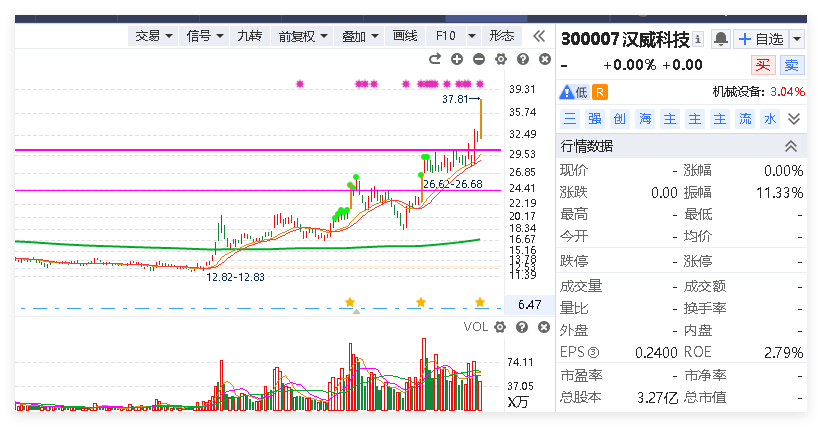 交易 信号 九转 前复权 叠加 画线 F10 形态
300007 汉威科技 自选
- +0.00% +0.00 买 卖
低 R 机械设备: 3.04%
三 强 创 海 主 主 主 流 水
行情数据
现价 - 涨幅 0.00%
涨跌 0.00 振幅 11.33%
最高 - 最低 -
今开 - 均价 -
跌停 - 涨停 -
成交量 - 成交额 -
量比 - 换手率 -
外盘 - 内盘 -
EPS③ 0.2400 ROE 2.79%
市盈率 - 市净率 -
总股本 3.27亿 总市值 -
39.31
37.81
35.74
32.49
29.53
26.85
26.62-26.68
24.41
22.19
20.17
18.34
16.67
15.16
13.78
12.53
12.82-12.83
11.39
6.47
VOL
74.11
37.05
X万